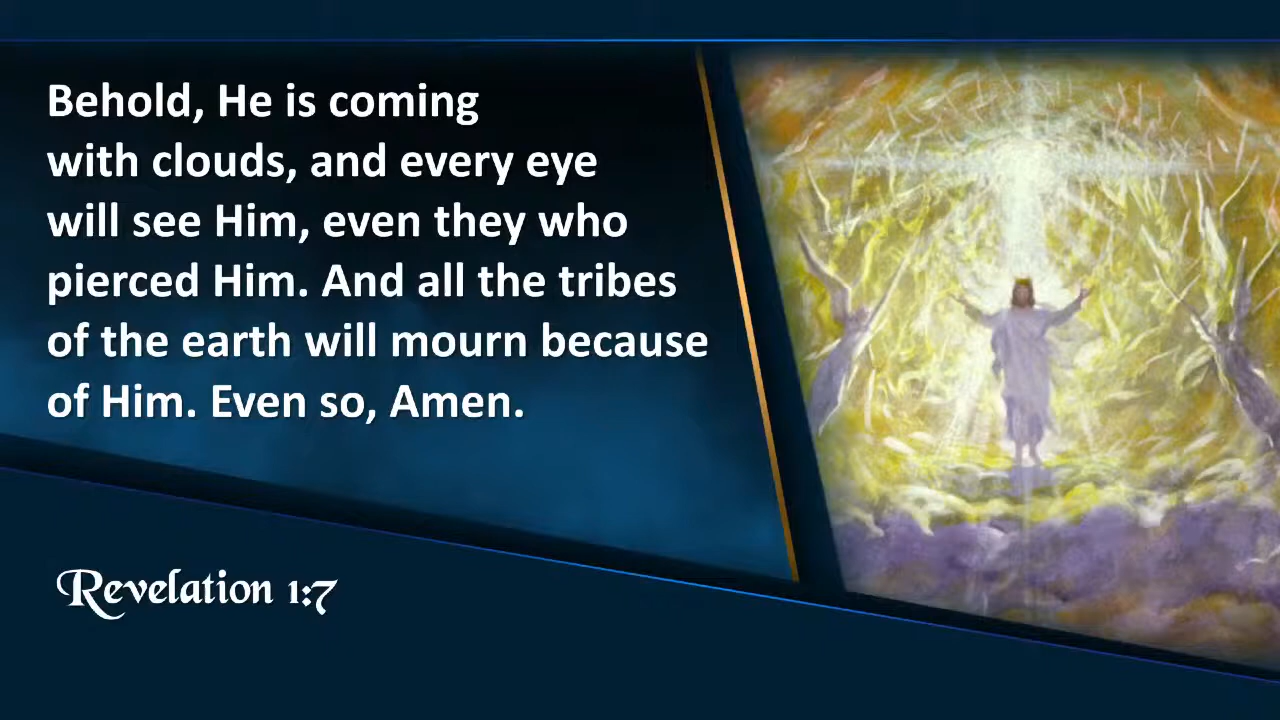 Behold, He is coming
with clouds, and every eye
will see Him, even they who
pierced Him. And all the tribes
of the earth will mourn because
of Him. Even so, Amen.
Revelation 1:7